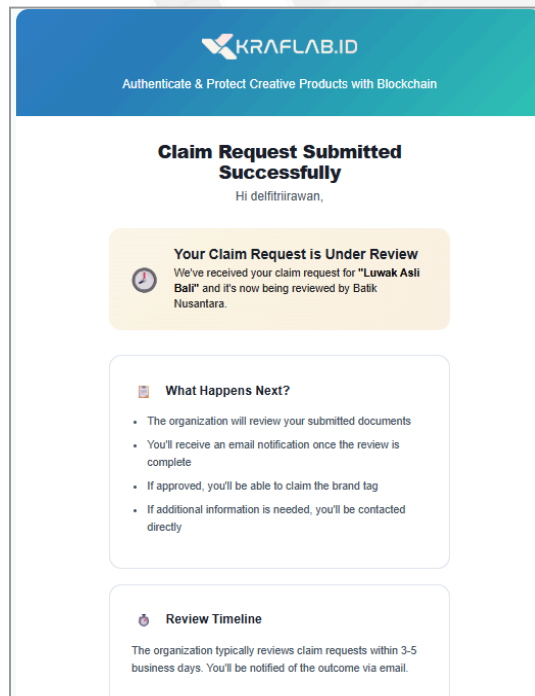 KRAFLAB.ID
Authenticate & Protect Creative Products with Blockchain
Claim Request Submitted
Successfully
Hi delfitriirawan,
Your Claim Request is Under Review
We've received your claim request for "Luwak Asli
Bali" and it's now being reviewed by Batik
Nusantara.
What Happens Next?
• The organization will review your submitted documents
• You'll receive an email notification once the review is
complete
• If approved, you'll be able to claim the brand tag
• If additional information is needed, you'll be contacted
directly
Review Timeline
The organization typically reviews claim requests within 3-5
business days. You'll be notified of the outcome via email.